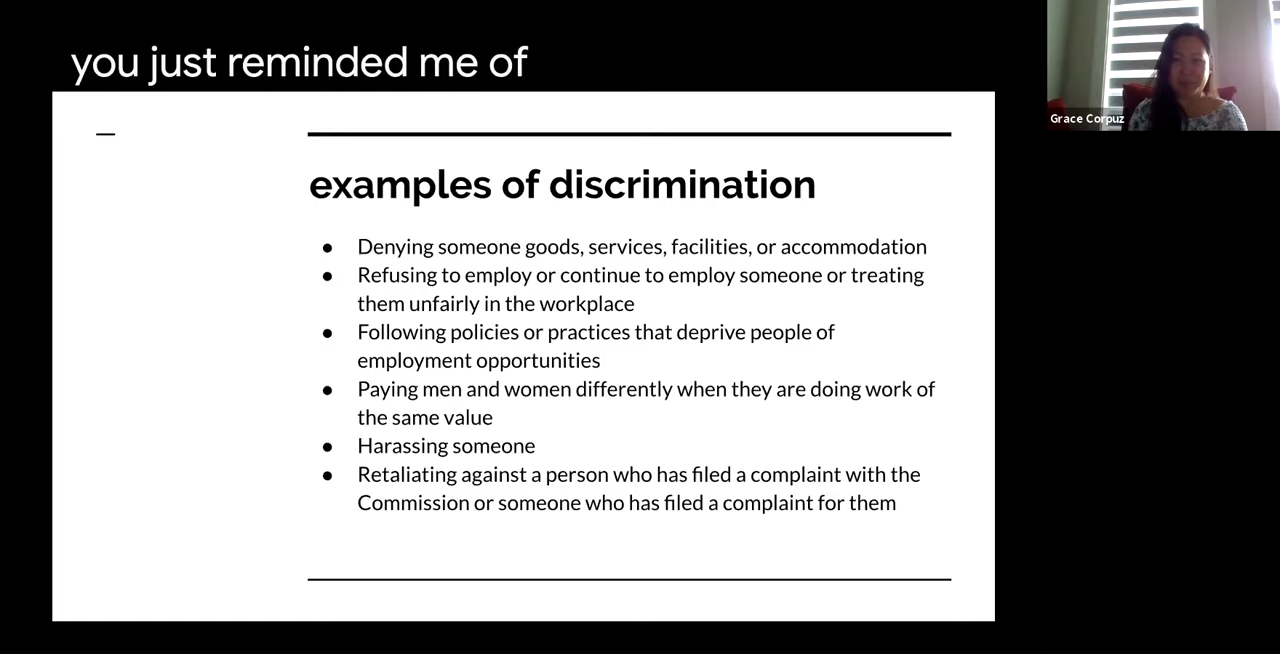 you just reminded me of
Grace Corpuz
examples of discrimination
● Denying someone goods, services, facilities, or accommodation
● Refusing to employ or continue to employ someone or treating
them unfairly in the workplace
● Following policies or practices that deprive people of
employment opportunities
● Paying men and women differently when they are doing work of
the same value
● Harassing someone
● Retaliating against a person who has filed a complaint with the
Commission or someone who has filed a complaint for them